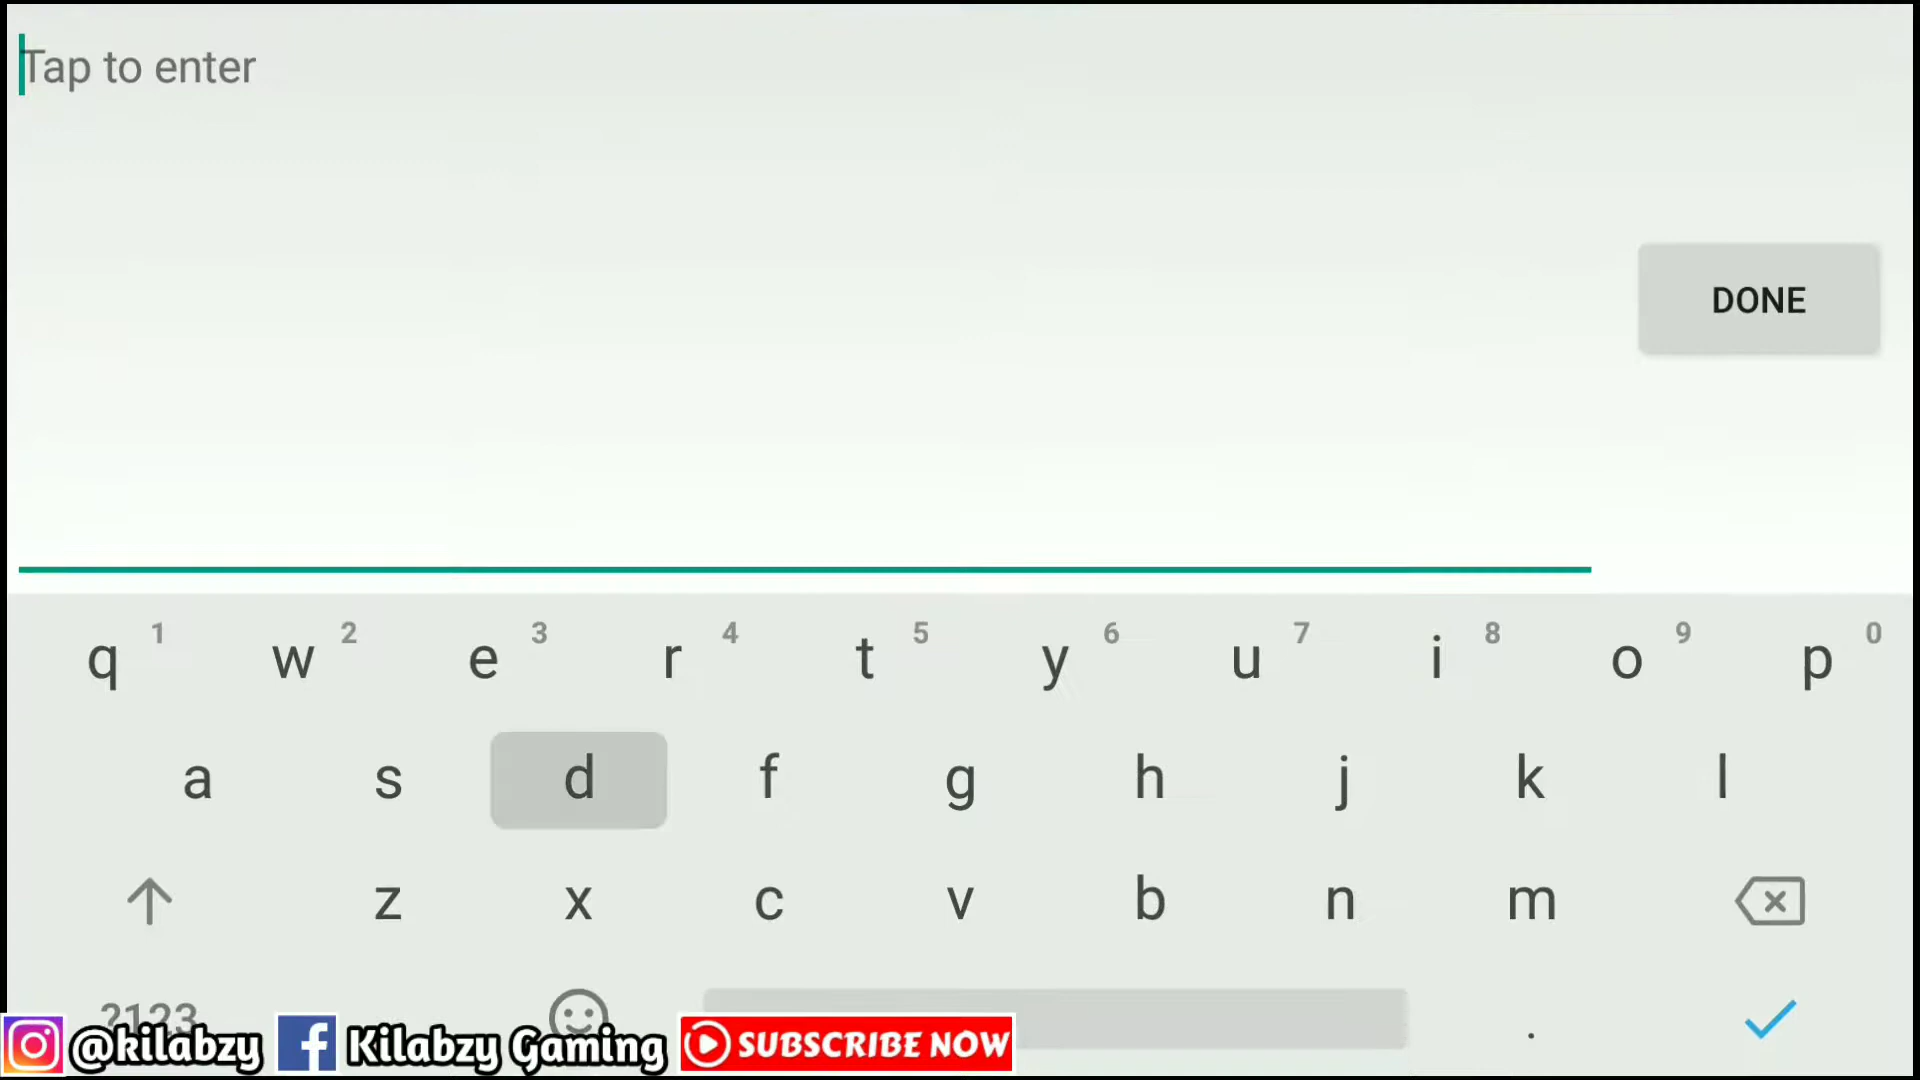 Tap to enter
DONE
q 1 w 2 e 3 r 4 t 5 y 6 u 7 i 8 o 9 p 0
a s d f g h j k l
z x c v b n m
?123 .
@kilabzy Kilabzy Gaming SUBSCRIBE NOW